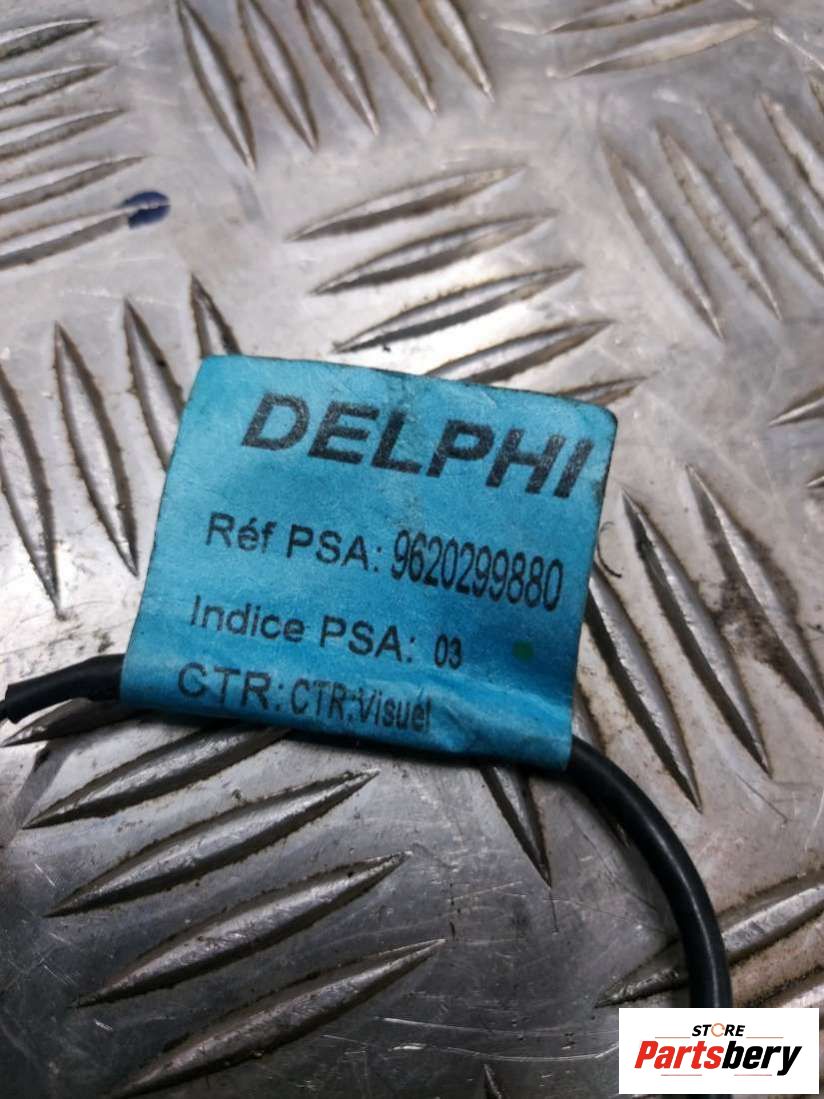 DELPHI
Réf PSA: 9620299880
Indice PSA: 03
CTR: CTR;Visuel
STORE
Partsbery